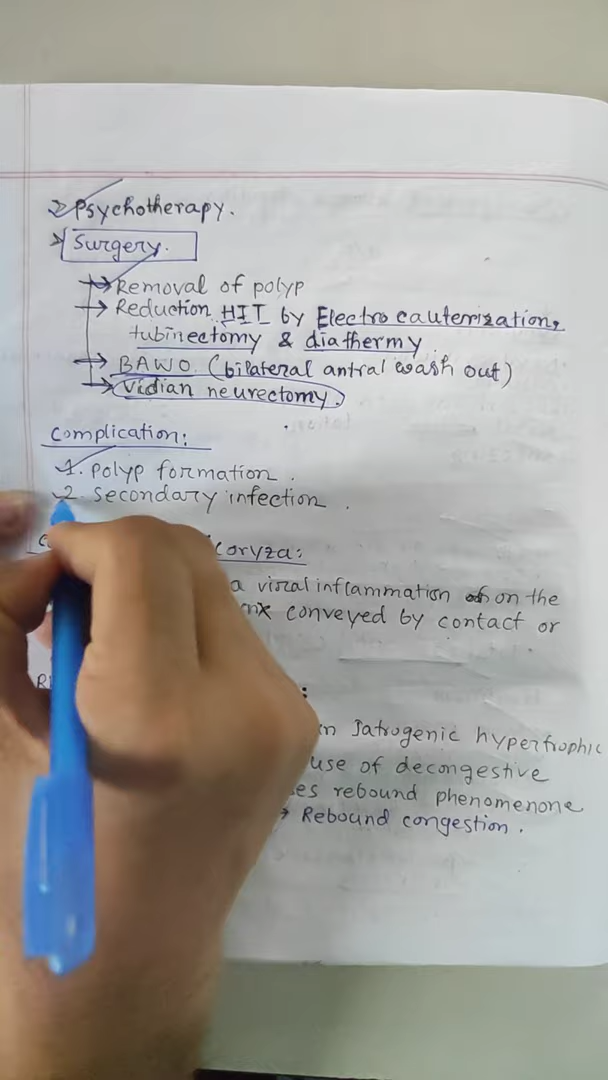 2. Psychotherapy.
> Surgery.
→ Removal of polyp
→ Reduction HIT by Electro cauterization,
tubinectomy & diathermy
→ BAWO. (bilateral antral wash out)
→ Vidian neurectomy.
Complication:
1. Polyp formation.
2. Secondary infection.
coryza:
a viral inflammation on the
conveyed by contact or
:
in Iatrogenic hypertrophic
use of decongestive
rebound phenomenone
→ Rebound congestion.